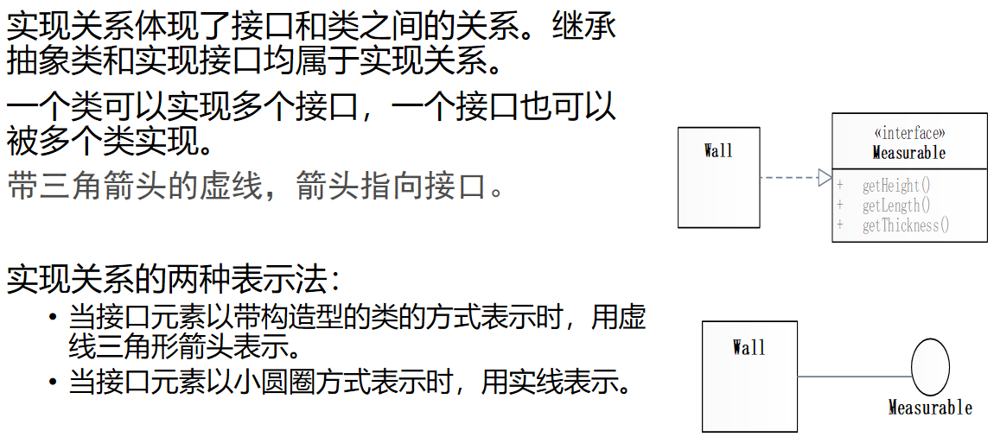 实现关系体现了接口和类之间的关系。继承
抽象类和实现接口均属于实现关系。
一个类可以实现多个接口，一个接口也可以
被多个类实现。
带三角箭头的虚线，箭头指向接口。
Wall
«interface»
Measurable
+ getHeight()
+ getLength()
+ getThickness()
实现关系的两种表示法：
• 当接口元素以带构造型的类的方式表示时，用虚
线三角形箭头表示。
• 当接口元素以小圆圈方式表示时，用实线表示。
Wall
Measurable